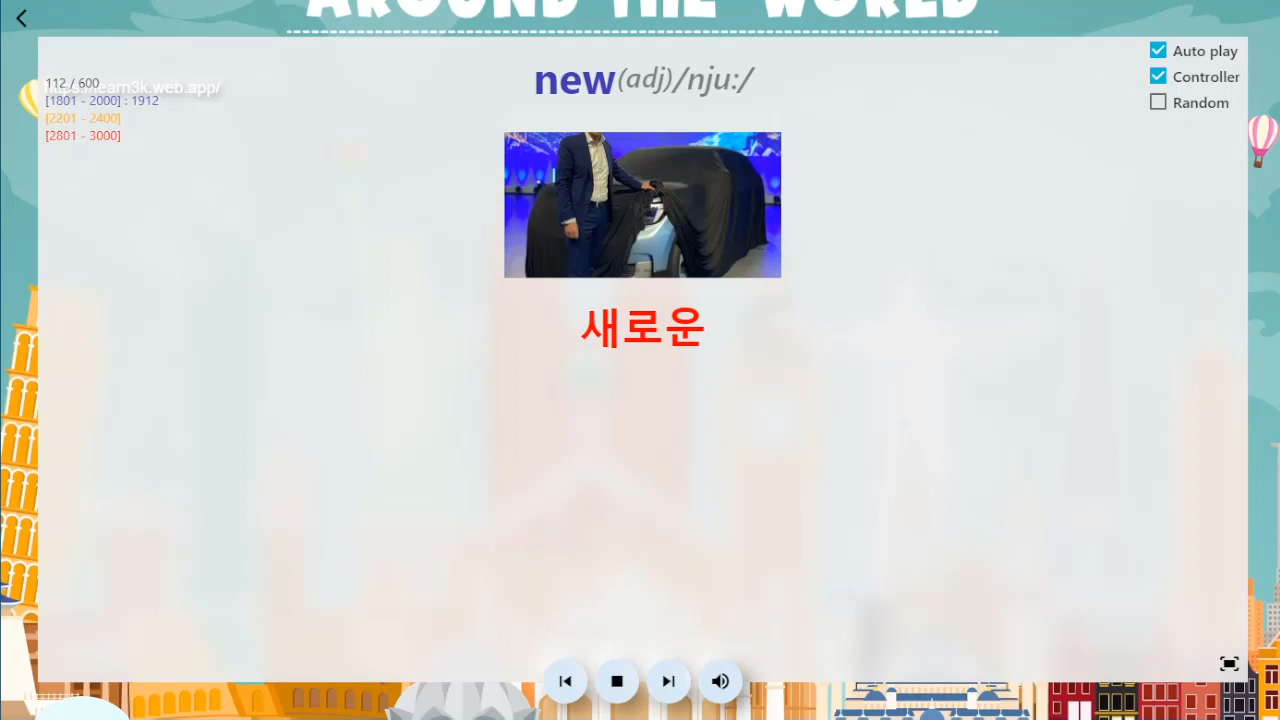 AROUND THE WORLD
Auto play
new(adj)/nju:/
Controller
112 / 600
https://leam3k.web.app/
[1801 - 2000] : 1912
Random
[2201 - 2400]
[2801 - 3000]
새로운